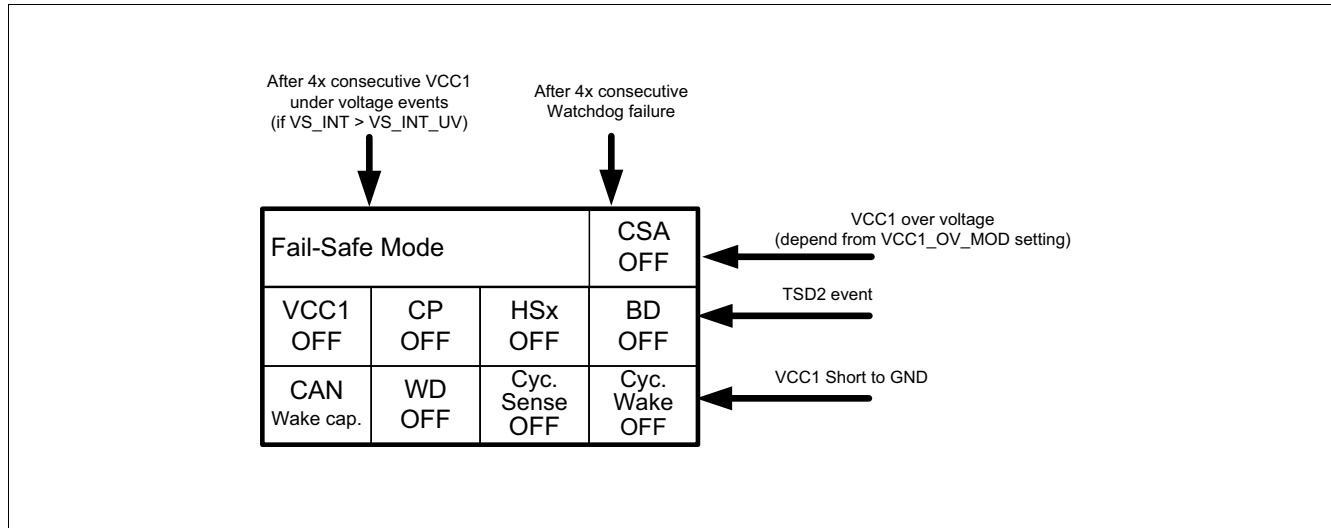 After 4x consecutive VCC1
under voltage events
(if VS_INT > VS_INT_UV)
After 4x consecutive
Watchdog failure
Fail-Safe Mode
CSA
OFF
VCC1 over voltage
(depend from VCC1_OV_MOD setting)
VCC1
OFF
CP
OFF
HSx
OFF
BD
OFF
TSD2 event
CAN
Wake cap.
WD
OFF
Cyc.
Sense
OFF
Cyc.
Wake
OFF
VCC1 Short to GND